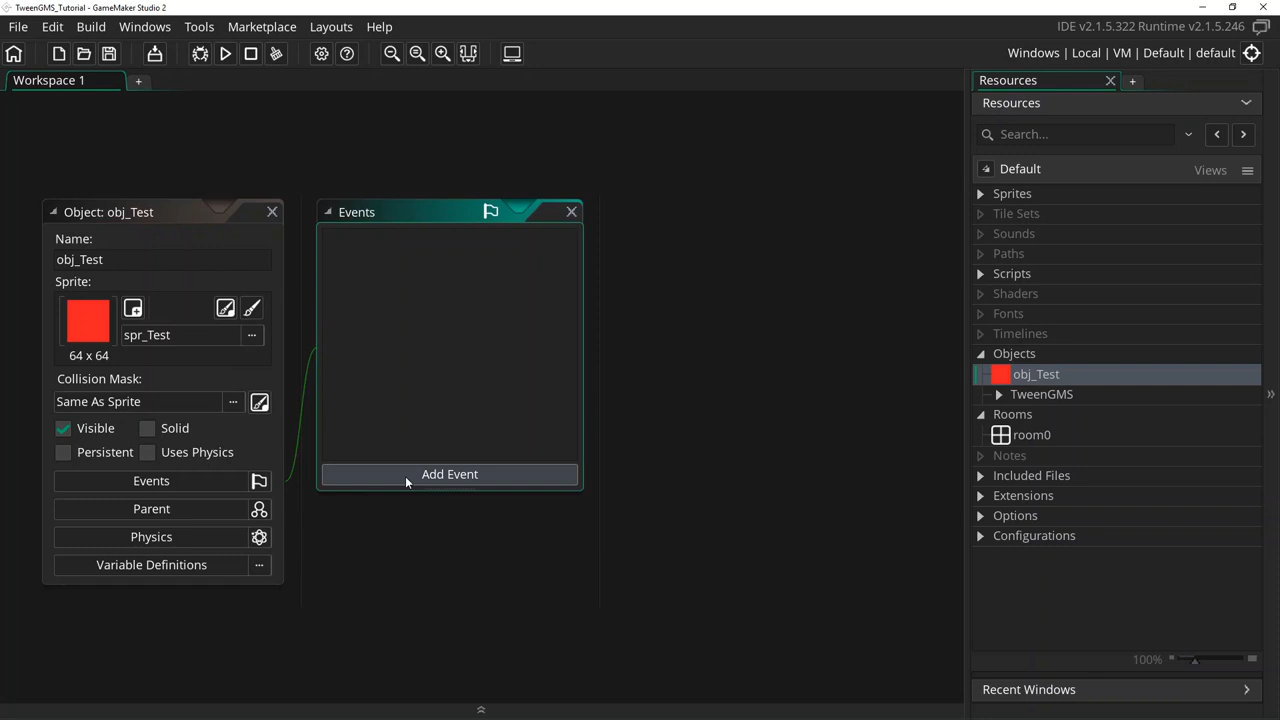 TweenGMS_Tutorial - GameMaker Studio 2
File Edit Build Windows Tools Marketplace Layouts Help
IDE v2.1.5.322 Runtime v2.1.5.246
Windows | Local | VM | Default | default
Workspace 1
+
Object: obj_Test
Name:
obj_Test
Sprite:
spr_Test
...
64 x 64
Collision Mask:
Same As Sprite
...
Visible
Solid
Persistent
Uses Physics
Events
Parent
Physics
Variable Definitions
...
Events
Add Event
Resources
+
Resources
Search...
Default
Views
Sprites
Tile Sets
Sounds
Paths
Scripts
Shaders
Fonts
Timelines
Objects
obj_Test
TweenGMS
Rooms
room0
Notes
Included Files
Extensions
Options
Configurations
100%
Recent Windows